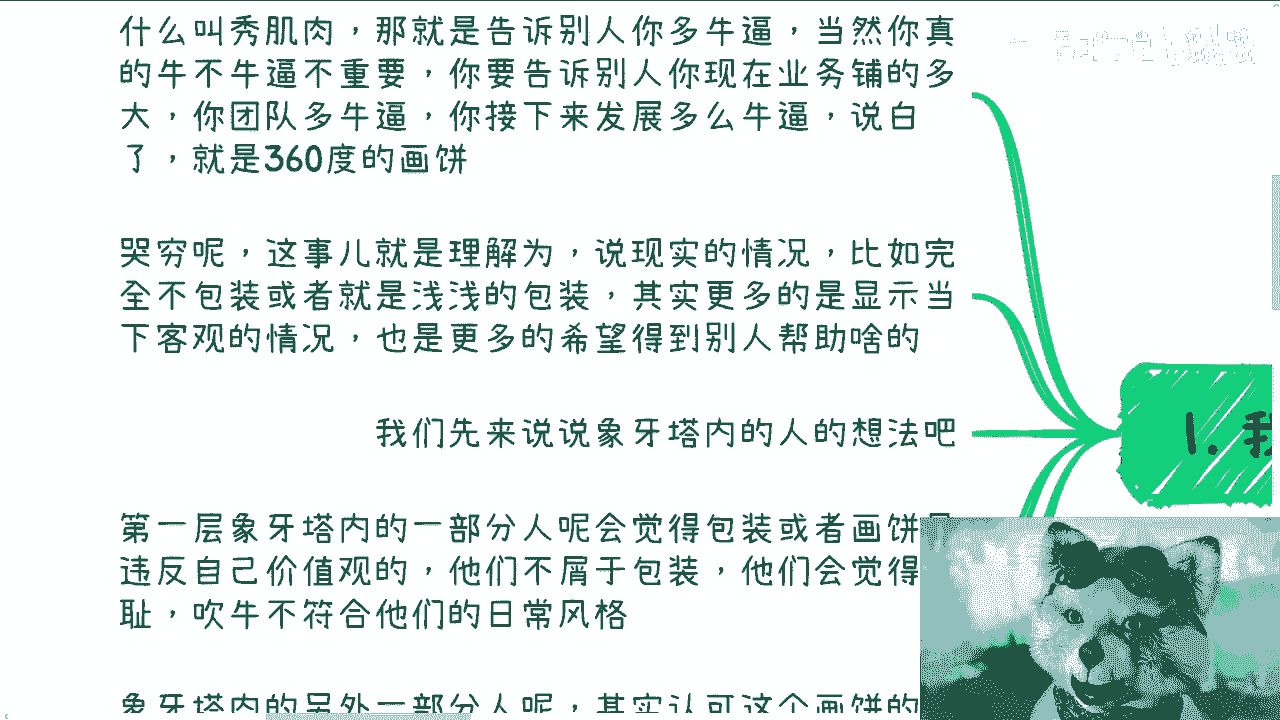 什么叫秀肌肉，那就是告诉别人你多牛逼，当然你真
的牛不牛逼不重要，你要告诉别人你现在业务铺的多
大，你团队多牛逼，你接下来发展多么牛逼，说白
了，就是360度的画饼
哭穷呢，这事儿就是理解为，说现实的情况，比如完
全不包装或者就是浅浅的包装，其实更多的是显示当
下客观的情况，也是更多的希望得到别人帮助啥的
我们先来说说象牙塔内的人的想法吧
第一层象牙塔内的一部分人呢会觉得包装或者画饼是
违反自己价值观的，他们不屑于包装，他们会觉得
耻，吹牛不符合他们的日常风格
象牙塔内的另外一部分人呢，其实认可这个画饼的
1. 我